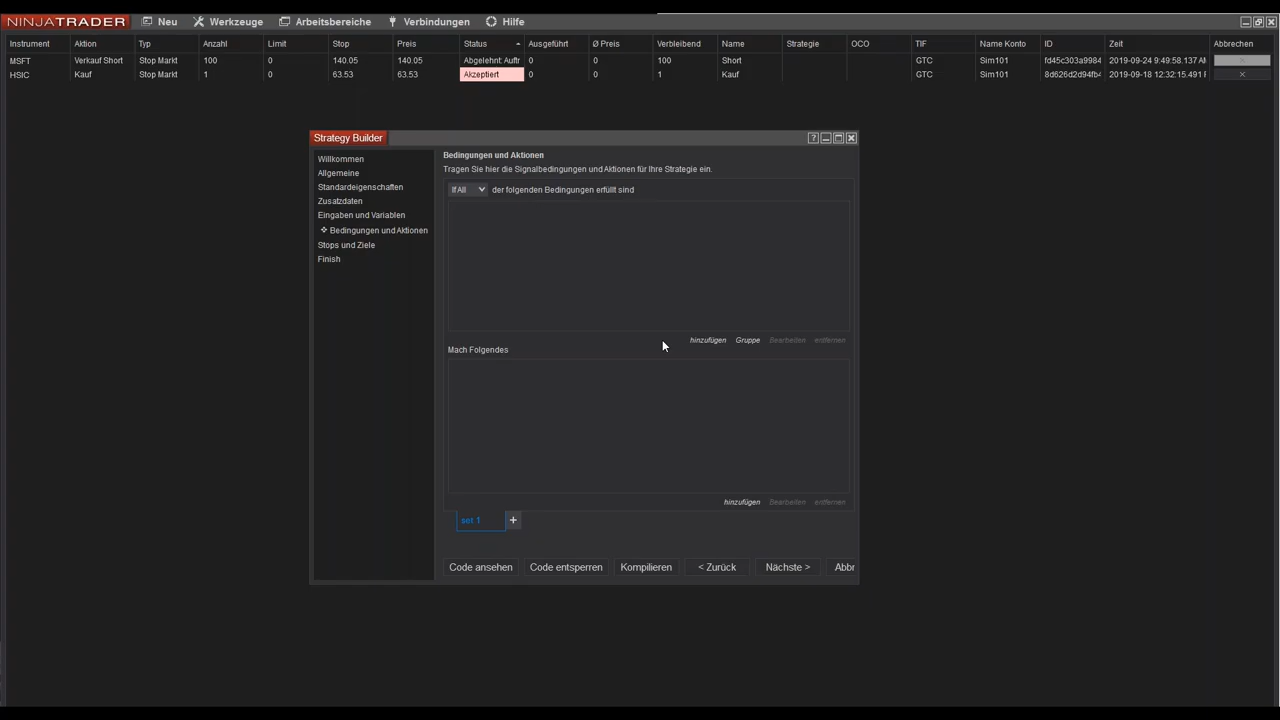 NINJATRADER Neu Werkzeuge Arbeitsbereiche Verbindungen Hilfe
Instrument Aktion Typ Anzahl Limit Stop Preis Status Ausgeführt Ø Preis Verbleibend Name Strategie OCO TIF Name Konto ID Zeit Abbrechen
MSFT Verkauf Short Stop Markt 100 0 140.05 140.05 Abgelehnt: Auftr 0 0 100 Short GTC Sim101 fd45c303a9984 2019-09-24 9:49:58.137 AM
HSIC Kauf Stop Markt 1 0 63.53 63.53 Akzeptiert 0 0 1 Kauf GTC Sim101 8d626d2d94fb4 2019-09-18 12:32:15.491
Strategy Builder
Willkommen
Allgemeine
Standardeigenschaften
Zusatzdaten
Eingaben und Variablen
Bedingungen und Aktionen
Stops und Ziele
Finish
Bedingungen und Aktionen
Tragen Sie hier die Signalbedingungen und Aktionen für Ihre Strategie ein.
If All der folgenden Bedingungen erfüllt sind
hinzufügen Gruppe Bearbeiten entfernen
Mach Folgendes
hinzufügen Bearbeiten entfernen
set 1 +
Code ansehen Code entsperren Kompilieren < Zurück Nächste > Abbr